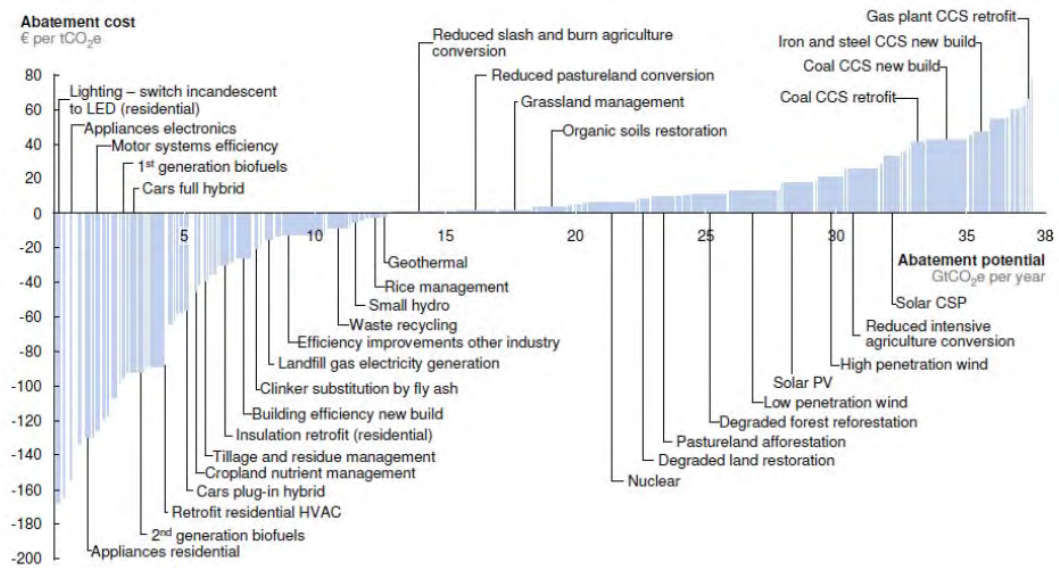 Abatement cost
€ per tCO₂e
Gas plant CCS retrofit
Reduced slash and burn agriculture
conversion
Iron and steel CCS new build
Coal CCS new build
Reduced pastureland conversion
Coal CCS retrofit
Grassland management
Organic soils restoration
Lighting – switch incandescent
to LED (residential)
Appliances electronics
Motor systems efficiency
1st generation biofuels
Cars full hybrid
80
60
40
20
0
-20
-40
-60
-80
-100
-120
-140
-160
-180
-200
5
10
15
20
25
30
35
38
Abatement potential
GtCO₂e per year
Geothermal
Rice management
Small hydro
Waste recycling
Efficiency improvements other industry
Landfill gas electricity generation
Clinker substitution by fly ash
Building efficiency new build
Insulation retrofit (residential)
Tillage and residue management
Cropland nutrient management
Cars plug-in hybrid
Retrofit residential HVAC
2nd generation biofuels
Appliances residential
Solar CSP
Reduced intensive
agriculture conversion
High penetration wind
Solar PV
Low penetration wind
Degraded forest reforestation
Pastureland afforestation
Degraded land restoration
Nuclear